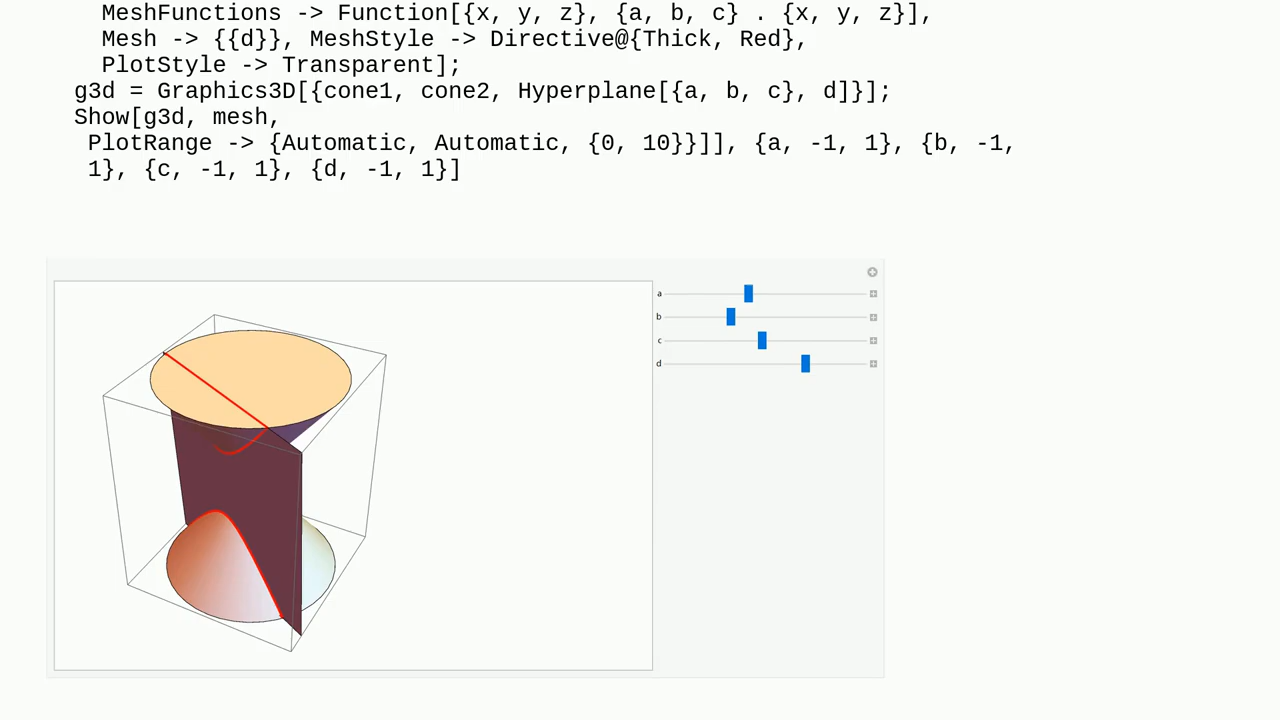 MeshFunctions -> Function[{x, y, z}, {a, b, c} . {x, y, z}],
Mesh -> {{d}}, MeshStyle -> Directive@{Thick, Red},
PlotStyle -> Transparent];
g3d = Graphics3D[{cone1, cone2, Hyperplane[{a, b, c}, d]}];
Show[g3d, mesh,
PlotRange -> {Automatic, Automatic, {0, 10}}]], {a, -1, 1}, {b, -1,
1}, {c, -1, 1}, {d, -1, 1}]
a
b
c
d